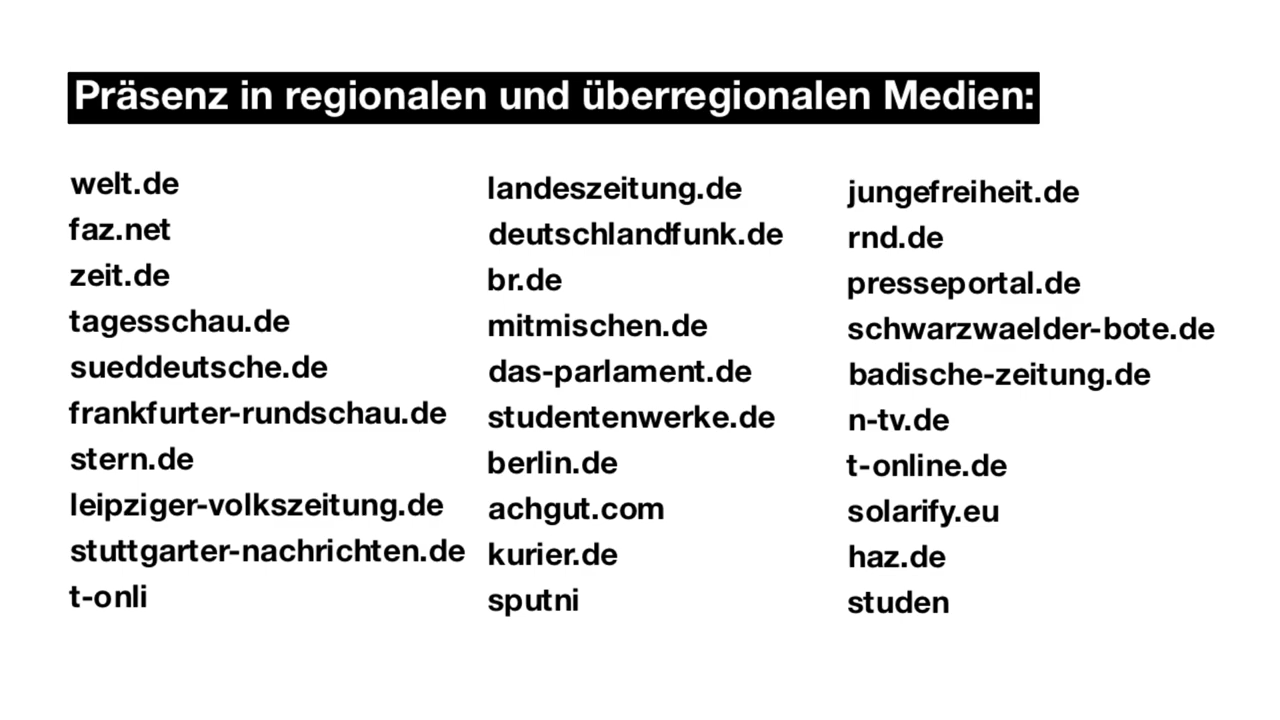 Präsenz in regionalen und überregionalen Medien:
welt.de
faz.net
zeit.de
tagesschau.de
sueddeutsche.de
frankfurter-rundschau.de
stern.de
leipziger-volkszeitung.de
stuttgarter-nachrichten.de
t-onli
landeszeitung.de
deutschlandfunk.de
br.de
mitmischen.de
das-parlament.de
studentenwerke.de
berlin.de
achgut.com
kurier.de
sputni
jungefreiheit.de
rnd.de
presseportal.de
schwarzwaelder-bote.de
badische-zeitung.de
n-tv.de
t-online.de
solarify.eu
haz.de
studen